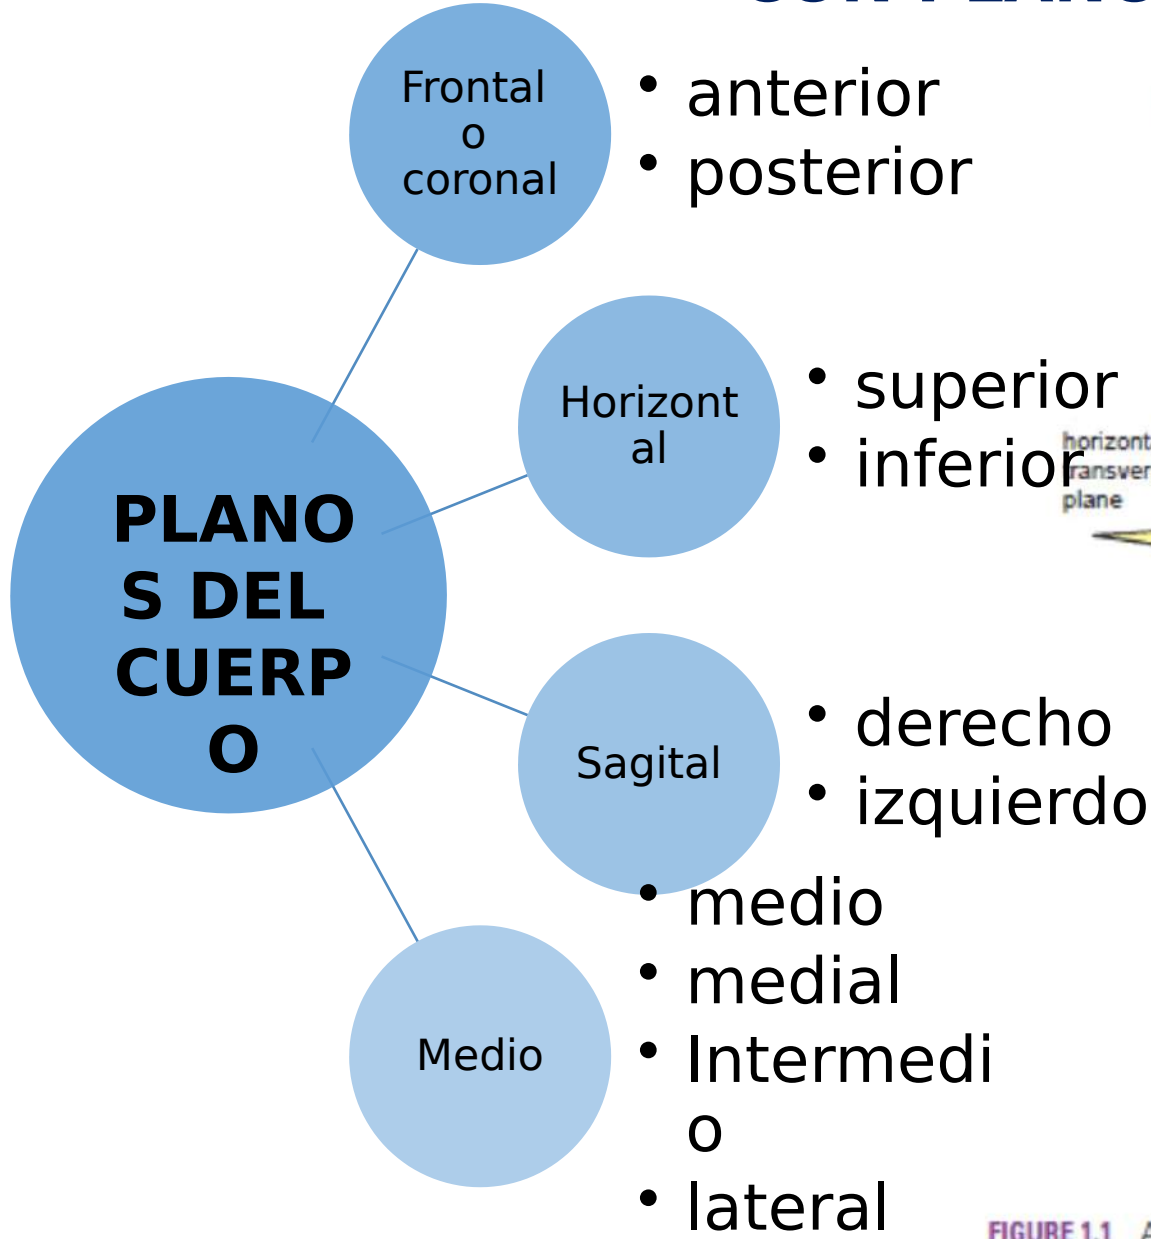 Frontal
o
coronal
• anterior
• posterior
Horizont
al
• superior
• inferior
plane
PLANO
S DEL
CUERP
O
Sagital
• derecho
• izquierdo
Medio
• medio
• medial
• Intermedi
o
• lateral
FIGURE 1.1